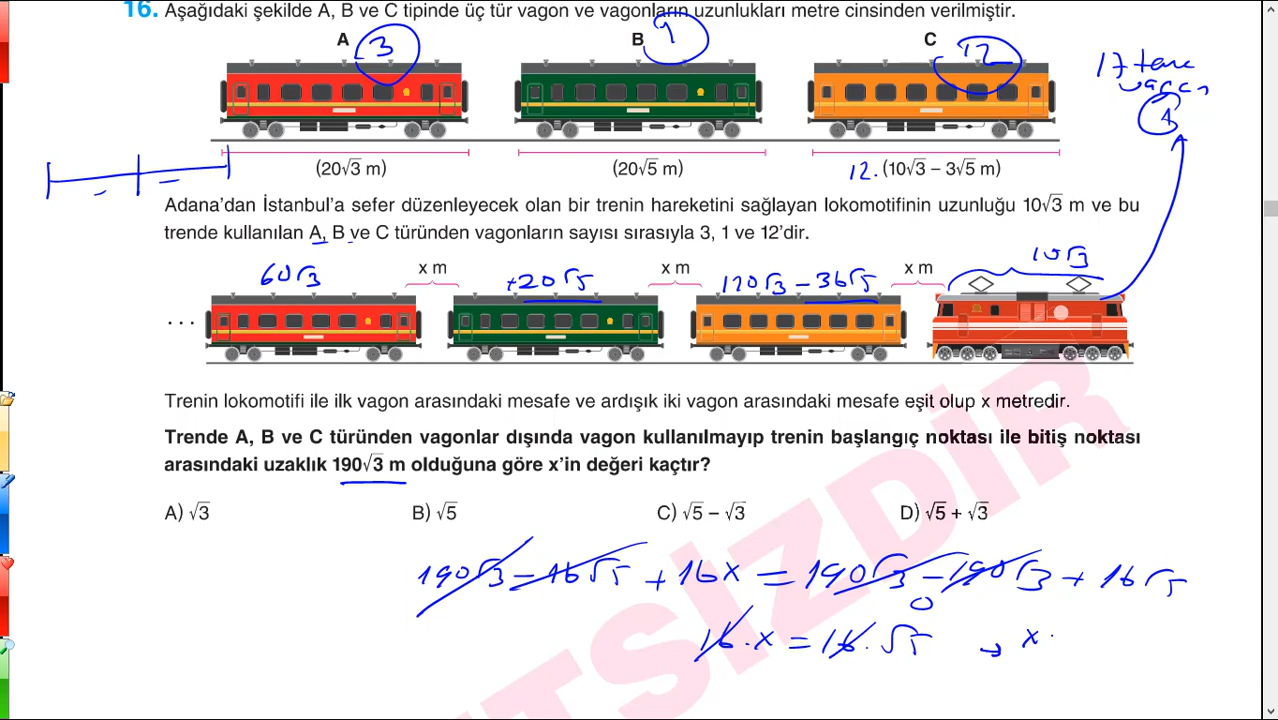 16. Aşağıdaki şekilde A, B ve C tipinde üç tür vagon ve vagonların uzunlukları metre cinsinden verilmiştir.
A 3 B 1 C 12
17 tane
vagon
(20√3 m) (20√5 m) 12. (10√3 – 3√5 m)
Adana'dan İstanbul'a sefer düzenleyecek olan bir trenin hareketini sağlayan lokomotifinin uzunluğu 10√3 m ve bu
trende kullanılan A, B ve C türünden vagonların sayısı sırasıyla 3, 1 ve 12'dir.
60√3 x m +20√5 x m 120√3 – 36√5 x m 10√3
. . .
Trenin lokomotifi ile ilk vagon arasındaki mesafe ve ardışık iki vagon arasındaki mesafe eşit olup x metredir.
Trende A, B ve C türünden vagonlar dışında vagon kullanılmayıp trenin başlangıç noktası ile bitiş noktası
arasındaki uzaklık 190√3 m olduğuna göre x'in değeri kaçtır?
A) √3 B) √5 C) √5 – √3 D) √5 + √3
190√3 – 16√5 + 16x = 190√3 – 190√3 + 16√5
0
16.x = 16.√5 → x
TSİZDİR